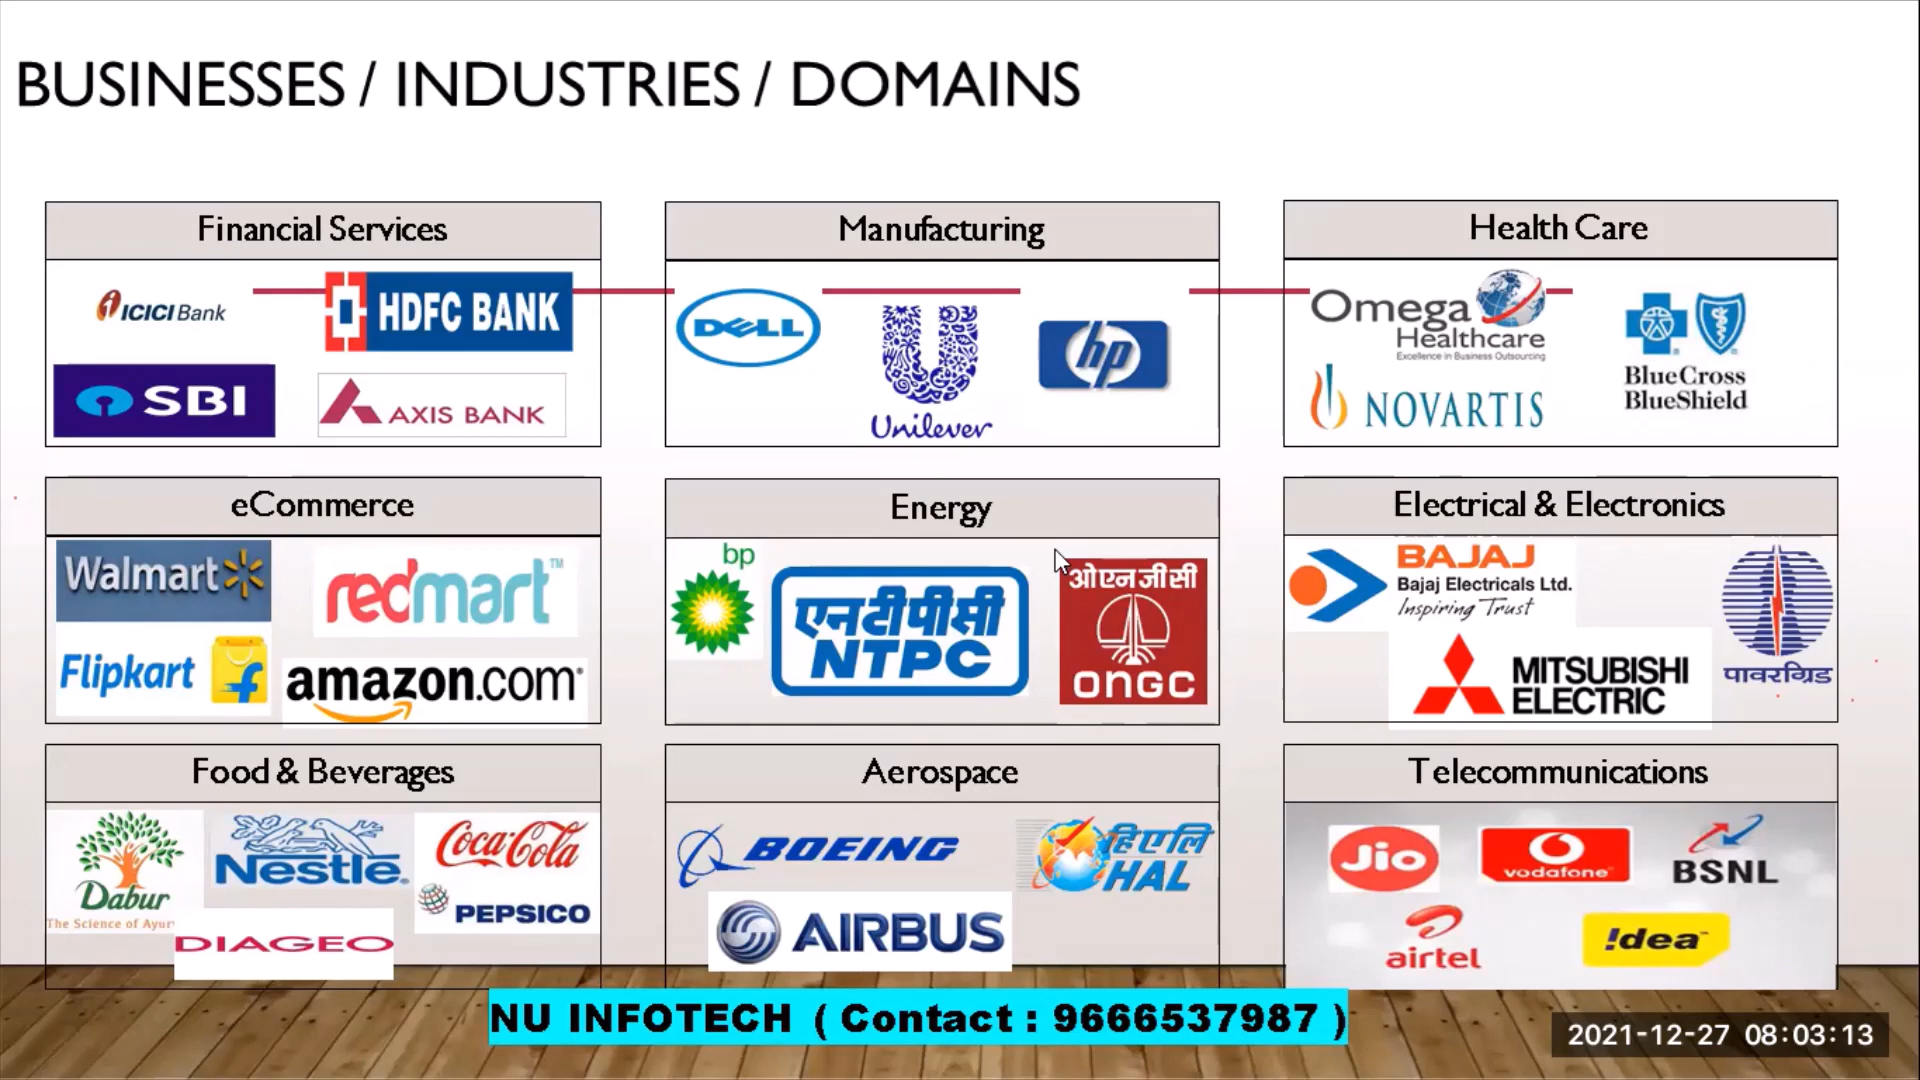 BUSINESSES / INDUSTRIES / DOMAINS
Financial Services
ICICI Bank
HDFC BANK
SBI
AXIS BANK
Manufacturing
DELL
Unilever
hp
Health Care
Omega
Healthcare
Excellence in Business Outsourcing
NOVARTIS
BlueCross
BlueShield
eCommerce
Walmart
redmart™
Flipkart
f
amazon.com
Energy
bp
एनटीपीसी
NTPC
ओएनजीसी
ONGC
Electrical & Electronics
BAJAJ
Bajaj Electricals Ltd.
Inspiring Trust
MITSUBISHI
ELECTRIC
पावरग्रिड
Food & Beverages
Dabur
The Science of Ayur
Nestle
Coca-Cola
PEPSICO
DIAGEO
Aerospace
BOEING
हिएलि
HAL
AIRBUS
Telecommunications
Jio
vodafone™
BSNL
airtel
!dea™
NU INFOTECH ( Contact : 9666537987 )
2021-12-27 08:03:13